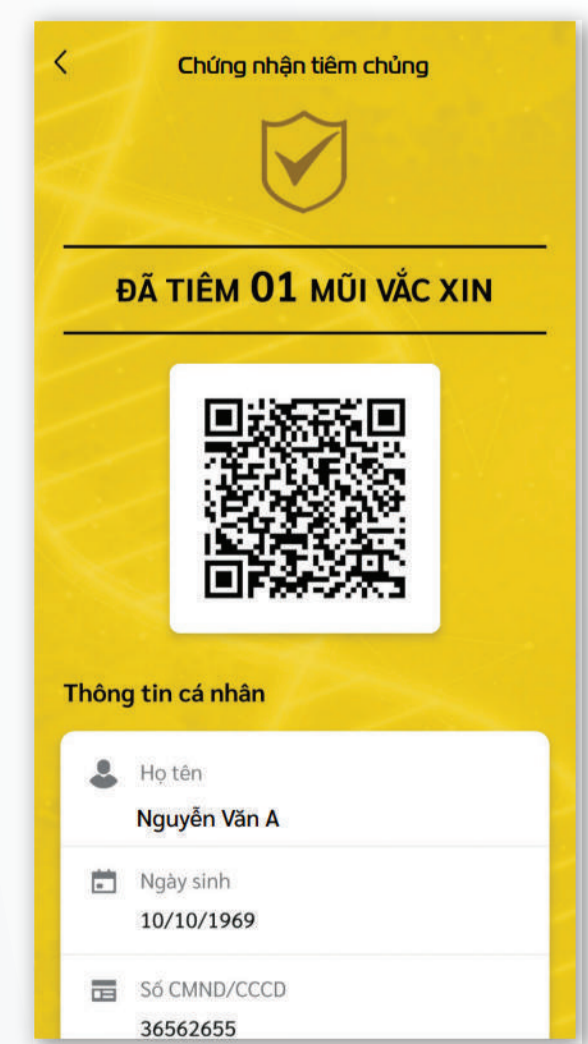 Chứng nhận tiêm chủng
ĐÃ TIÊM 01 MŨI VẮC XIN
Thông tin cá nhân
Họ tên
Nguyễn Văn A
Ngày sinh
10/10/1969
Số CMND/CCCD
36562655